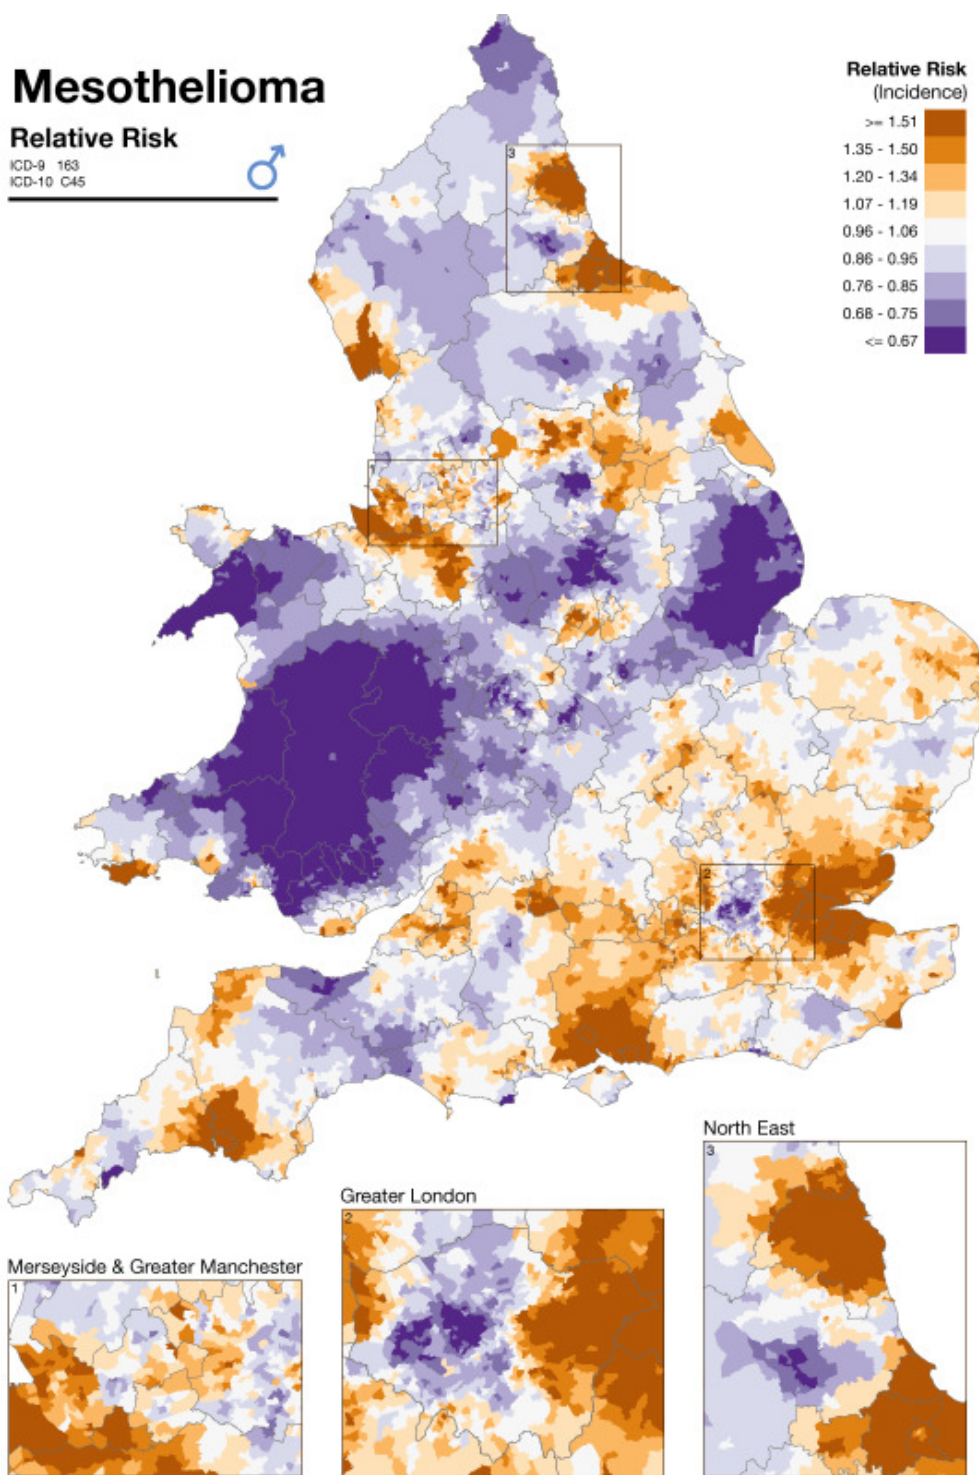 Mesothelioma
Relative Risk
ICD-9 163
ICD-10 C45
Relative Risk
(Incidence)
>= 1.51
1.35 - 1.50
1.20 - 1.34
1.07 - 1.19
0.96 - 1.06
0.86 - 0.95
0.76 - 0.85
0.68 - 0.75
<= 0.67
3
1
2
North East
3
Greater London
2
Merseyside & Greater Manchester
1